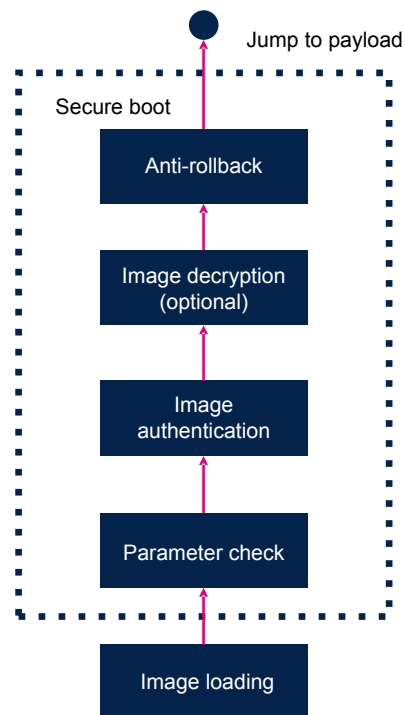 Jump to payload
Secure boot
Anti-rollback
Image decryption
(optional)
Image
authentication
Parameter check
Image loading